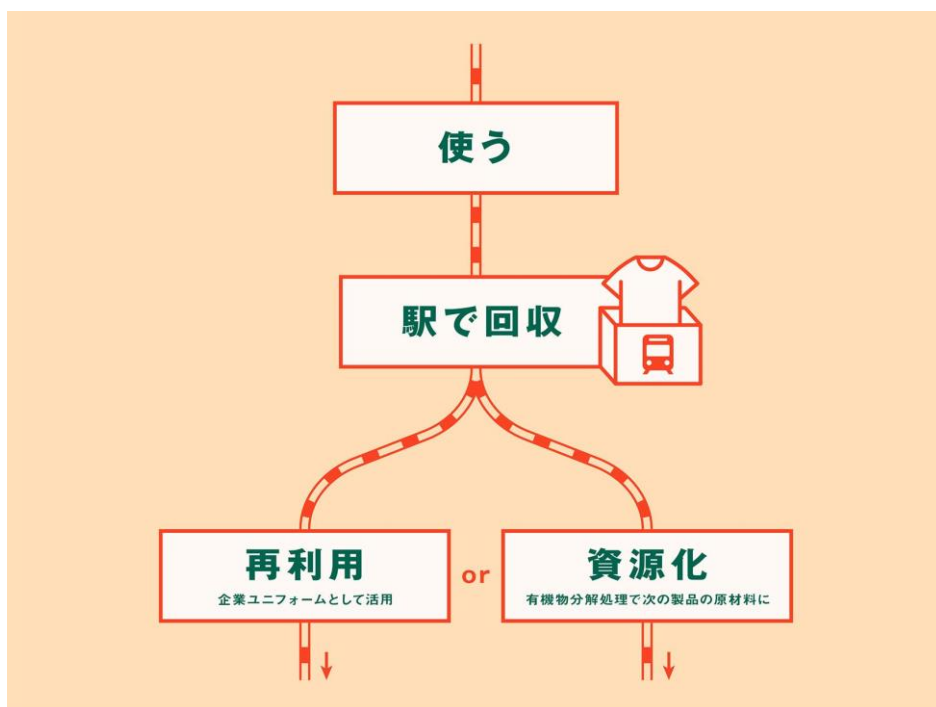 使う
駅で回収
再利用
企業ユニフォームとして活用
or
資源化
有機物分解処理で次の製品の原材料に